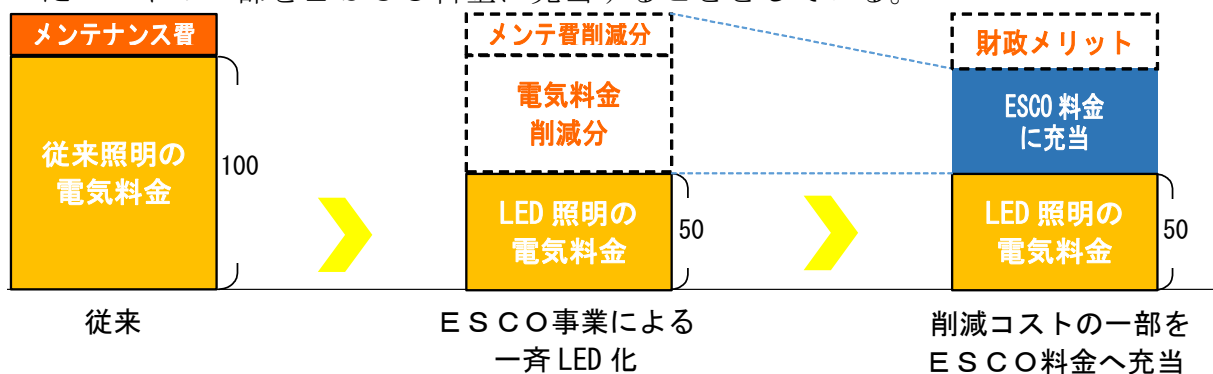 メンテナンス費
従来照明の
電気料金
100
従来
メンテ費削減分
電気料金
削減分
LED 照明の
電気料金
50
ＥＳＣＯ事業による
一斉 LED 化
財政メリット
ESCO 料金
に充当
LED 照明の
電気料金
50
削減コストの一部を
ＥＳＣＯ料金へ充当